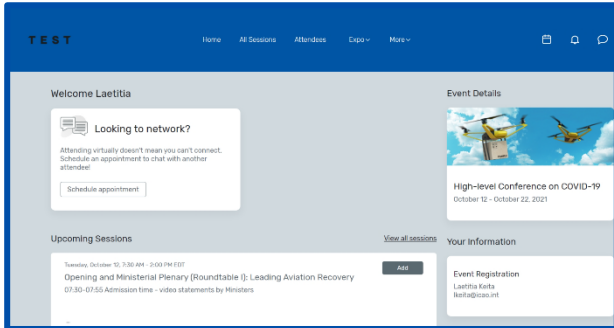 TEST
Home All Sessions Attendees Expo More
Welcome Laetitia
Looking to network?
Attending virtually doesn't mean you can't connect.
Schedule an appointment to chat with another
attendee!
Schedule appointment
Event Details
High-level Conference on COVID-19
October 12 - October 22, 2021
Upcoming Sessions
View all sessions
Tuesday, October 12, 7:30 AM - 2:00 PM EDT
Add
Opening and Ministerial Plenary (Roundtable I): Leading Aviation Recovery
07:30-07:55 Admission time - video statements by Ministers
Your Information
Event Registration
Laetitia Keita
lkeita@icao.int